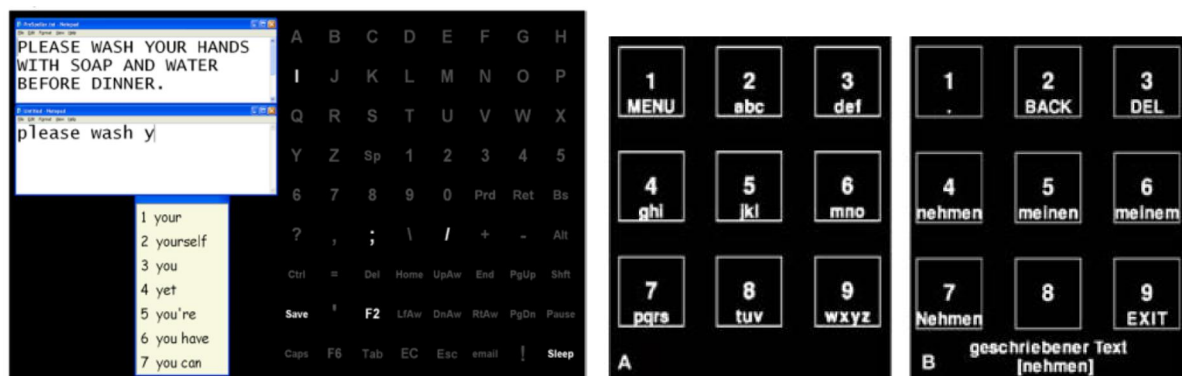 PLEASE WASH YOUR HANDS
WITH SOAP AND WATER
BEFORE DINNER.
Untitled - Notepad
please wash y
1 your
2 yourself
3 you
4 yet
5 you're
6 you have
7 you can
A B C D E F G H
I J K L M N O P
Q R S T U V W X
Y Z Sp 1 2 3 4 5
6 7 8 9 0 Prd Ret Bs
? , ; \ / + - Alt
Ctrl = Del Home UpAw End PgUp Shft
Save ' F2 LfAw DnAw RtAw PgDn Pause
Caps F6 Tab EC Esc email ! Sleep
1 2 3
MENU abc def
4 5 6
ghi jkl mno
7 8 9
pqrs tuv wxyz
A
1 2 3
. BACK DEL
4 5 6
nehmen meinen meinem
7 8 9
Nehmen EXIT
geschriebener Text
B [nehmen]